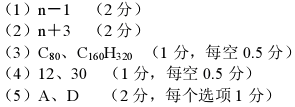 （1）n－1　（2 分）
（2）n＋3　（2 分）
（3）C₈₀、C₁₆₀H₃₂₀　（1 分，每空 0.5 分）
（4）12、30　（1 分，每空 0.5 分）
（5）A、D　（2 分，每个选项 1 分）